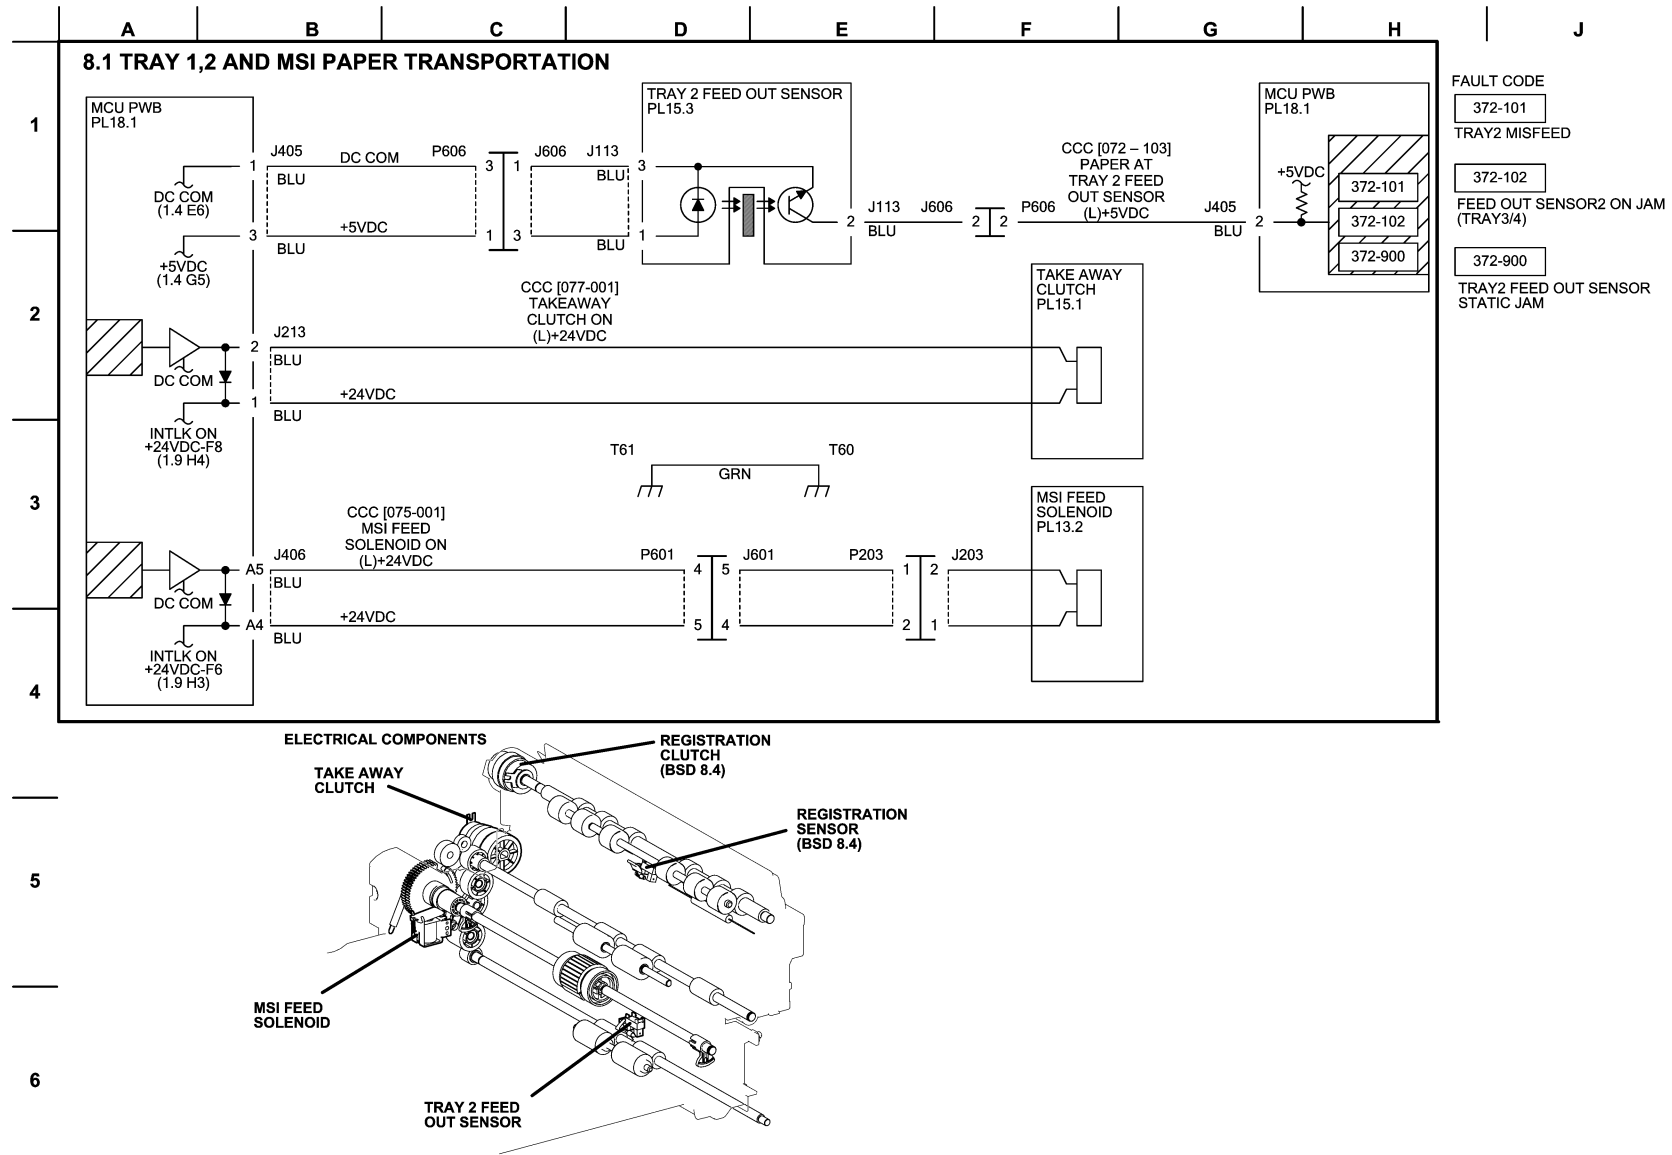 A B C D E F G H J
8.1 TRAY 1,2 AND MSI PAPER TRANSPORTATION
1
MCU PWB
PL18.1
J405
1
BLU
DC COM
P606
3 1
J606
J113
BLU
3
DC COM
(1.4 E6)
3
BLU
+5VDC
1 3
BLU
1
+5VDC
(1.4 G5)
TRAY 2 FEED OUT SENSOR
PL15.3
2
J113
BLU
J606
2 2
P606
CCC [072 – 103]
PAPER AT
TRAY 2 FEED
OUT SENSOR
(L)+5VDC
J405
BLU
2
MCU PWB
PL18.1
+5VDC
372-101
372-102
372-900
FAULT CODE
372-101
TRAY2 MISFEED
372-102
FEED OUT SENSOR2 ON JAM
(TRAY3/4)
372-900
TRAY2 FEED OUT SENSOR
STATIC JAM
2
CCC [077-001]
TAKEAWAY
CLUTCH ON
(L)+24VDC
J213
2
BLU
DC COM
+24VDC
1
BLU
INTLK ON
+24VDC-F8
(1.9 H4)
TAKE AWAY
CLUTCH
PL15.1
T61
T60
GRN
3
CCC [075-001]
MSI FEED
SOLENOID ON
(L)+24VDC
J406
A5
BLU
DC COM
+24VDC
A4
BLU
INTLK ON
+24VDC-F6
(1.9 H3)
P601
4 5
J601
5 4
P203
1 2
J203
2 1
MSI FEED
SOLENOID
PL13.2
4
ELECTRICAL COMPONENTS
REGISTRATION
CLUTCH
(BSD 8.4)
TAKE AWAY
CLUTCH
REGISTRATION
SENSOR
(BSD 8.4)
5
MSI FEED
SOLENOID
6
TRAY 2 FEED
OUT SENSOR